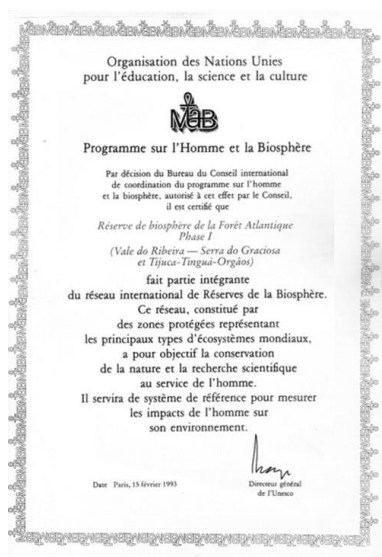 Organisation des Nations Unies
pour l'éducation, la science et la culture
MAB
Programme sur l'Homme et la Biosphère
Par décision du Bureau du Conseil international
de coordination du programme sur l'homme
et la biosphère, autorisé à cet effet par le Conseil,
il est certifié que
Réserve de biosphère de la Forêt Atlantique
Phase I
(Vale do Ribeira — Serra do Graciosa
et Tijuca-Tinguá-Orgãos)
fait partie intégrante
du réseau international de Réserves de la Biosphère.
Ce réseau, constitué par
des zones protégées représentant
les principaux types d'écosystèmes mondiaux,
a pour objectif la conservation
de la nature et la recherche scientifique
au service de l'homme.
Il servira de système de référence pour mesurer
les impacts de l'homme sur
son environnement.
Date Paris, 15 février 1993
Directeur général
de l'Unesco